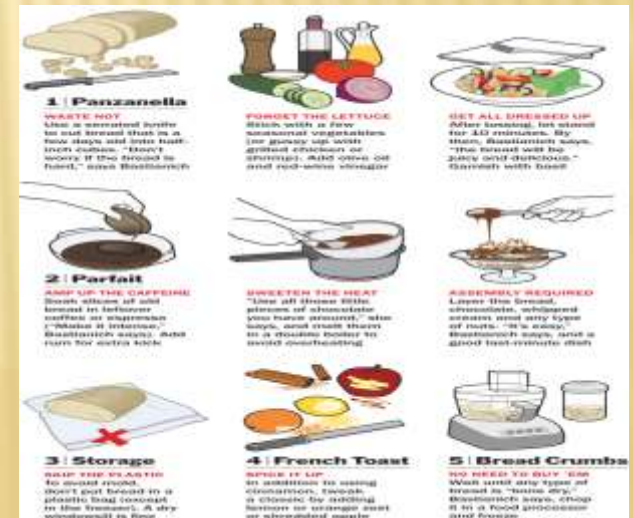 1 | Panzanella
WASTE NOT
Use a serrated knife
to cut bread that is a
few days old into half-
inch cubes. "Don't
worry if the bread is
hard," says Bastianich
FORGET THE LETTUCE
Stick with a few
seasonal vegetables
(or gussy up with
grilled chicken or
shrimp). Add olive oil
and red-wine vinegar
GET ALL DRESSED UP
After tossing, let stand
for 10 minutes. By
then, Bastianich says,
"the bread will be
juicy and delicious."
Garnish with basil
2 | Parfait
AMP UP THE CAFFEINE
Soak slices of old
bread in leftover
coffee or espresso
("Make it intense,"
Bastianich says). Add
rum for extra kick
SWEETEN THE HEAT
"Use all those little
pieces of chocolate
you have around," she
says, and melt them
in a double boiler to
avoid overheating
ASSEMBLY REQUIRED
Layer the bread,
chocolate, whipped
cream and any type
of nuts. "It's easy,"
Bastianich says, and a
good last-minute dish
3 | Storage
SKIP THE PLASTIC
To avoid mold,
don't put bread in a
plastic bag (except
in the freezer). A dry
windowsill is fine
4 | French Toast
SPICE IT UP
In addition to using
cinnamon, tweak
a classic by adding
lemon or orange zest
or shredded apple
5 | Bread Crumbs
NO NEED TO BUY 'EM
Wait until any type of
bread is "bone dry,"
Bastianich says, chop
it in a food processor
and freeze